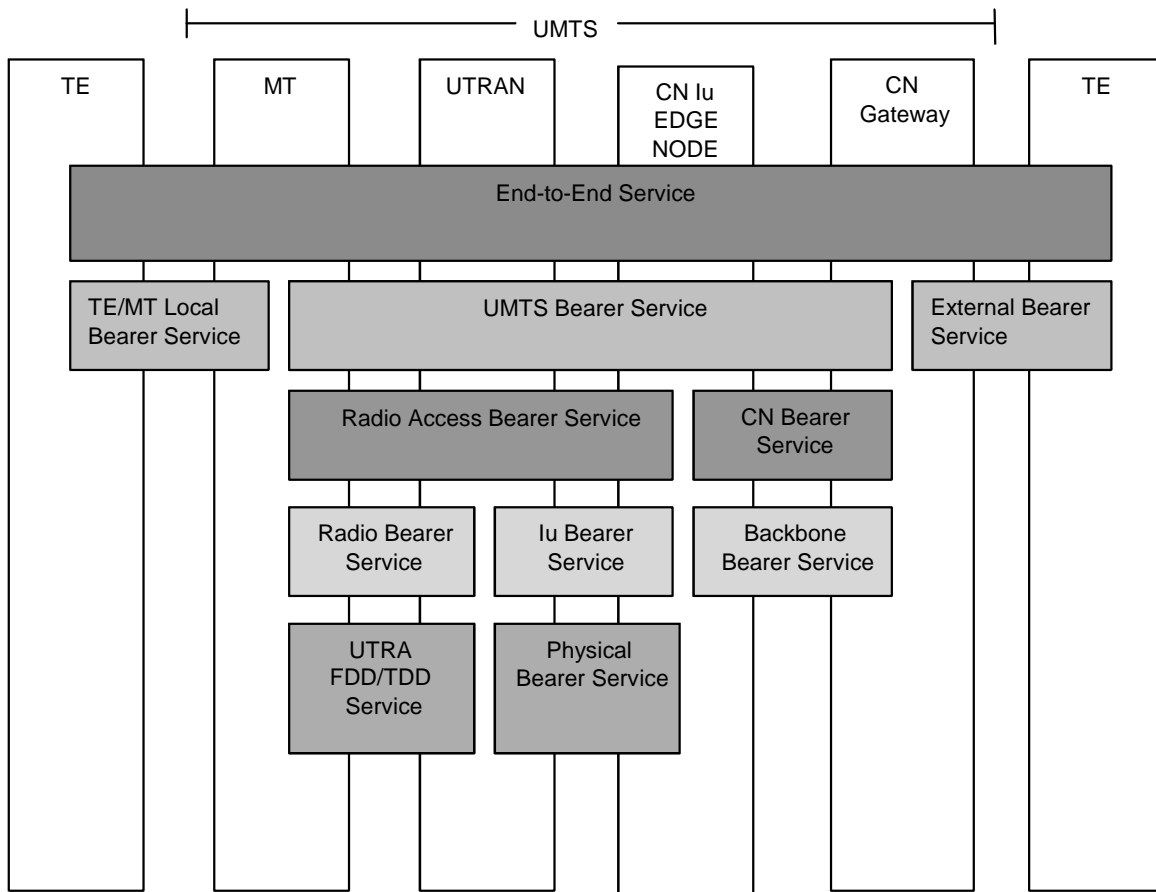 UMTS
TE
MT
UTRAN
CN Iu
EDGE
NODE
CN
Gateway
TE
End-to-End Service
TE/MT Local
Bearer Service
UMTS Bearer Service
External Bearer
Service
Radio Access Bearer Service
CN Bearer
Service
Radio Bearer
Service
Iu Bearer
Service
Backbone
Bearer Service
UTRA
FDD/TDD
Service
Physical
Bearer Service